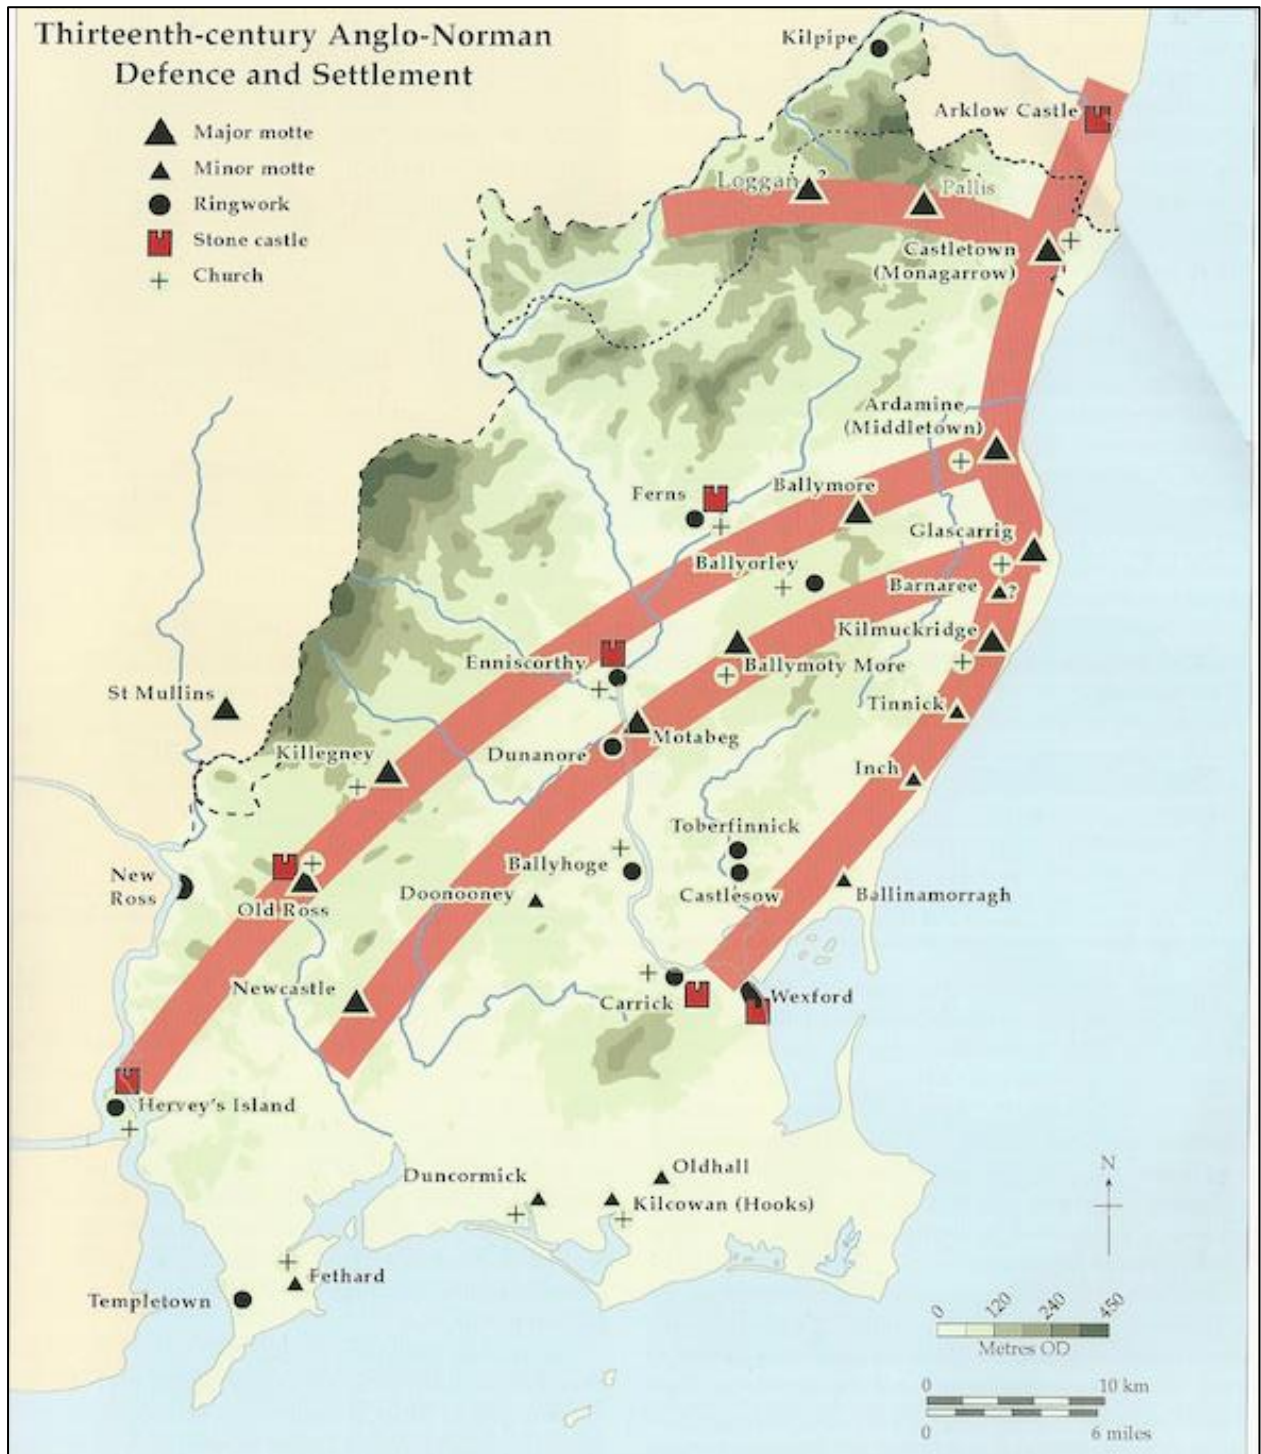 Thirteenth-century Anglo-Norman
Defence and Settlement
Major motte
Minor motte
Ringwork
Stone castle
Church
Kilpipe
Arklow Castle
Loggan ?
Pallis
Castletown
(Monagarrow)
Ardamine
(Middletown)
Ferns
Ballymore
Glascarrig
Ballyorley
Barnaree ?
Kilmuckridge
Enniscorthy
Ballymoty More
St Mullins
Tinnick
Killegney
Dunanore
Motabeg
Inch
Toberfinnick
New
Ross
Ballyhoge
Doonooney
Castlesow
Ballinamorragh
Old Ross
Newcastle
Carrick
Wexford
Hervey's Island
Duncormick
Oldhall
Kilcowan (Hooks)
Fethard
Templetown
N
0 120 240 450
Metres OD
0 10 km
0 6 miles